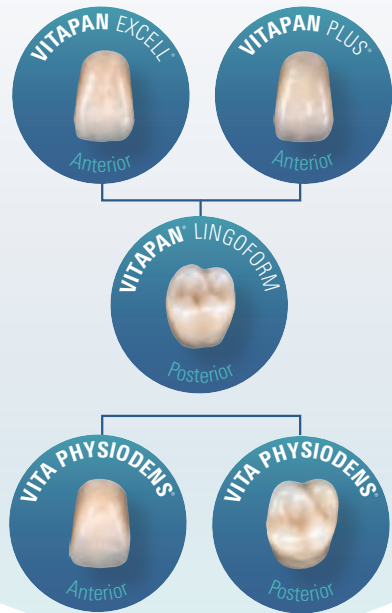 VITAPAN EXCELL®
Anterior
VITAPAN PLUS®
Anterior
VITAPAN® LINGOFORM
Posterior
VITA PHYSIODENS®
Anterior
VITA PHYSIODENS®
Posterior